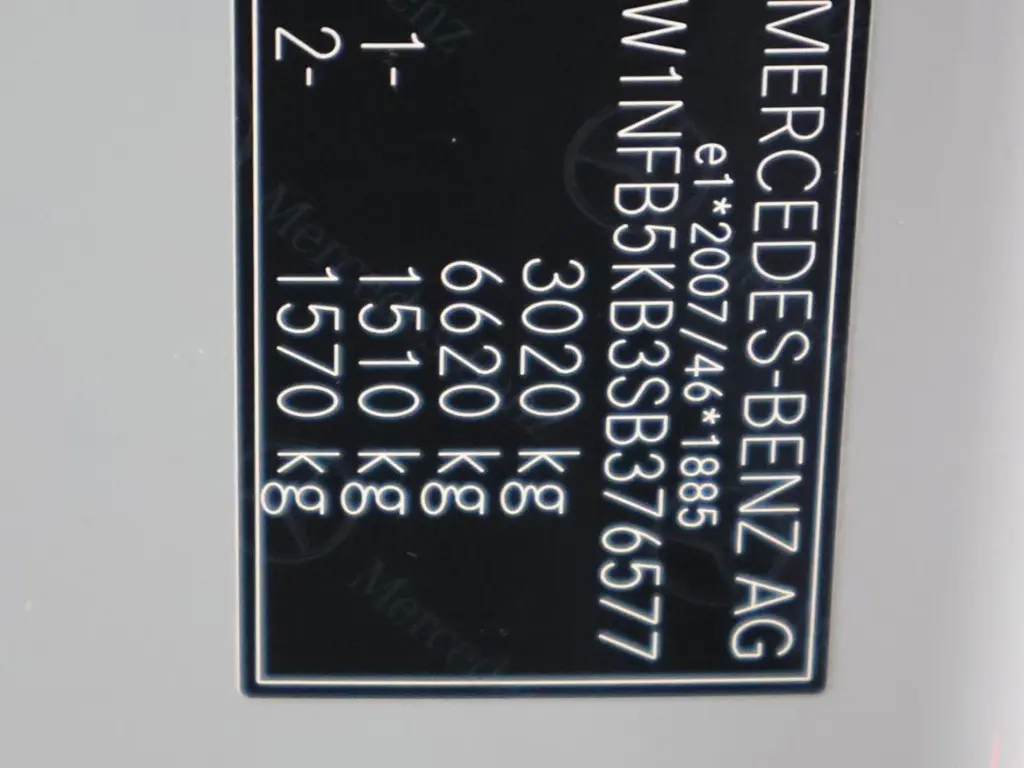 MERCEDES-BENZ AG
e1*2007/46*1885
W1NFB5KB3SB376577
3020 kg
6620 kg
1- 1510 kg
2- 1570 kg